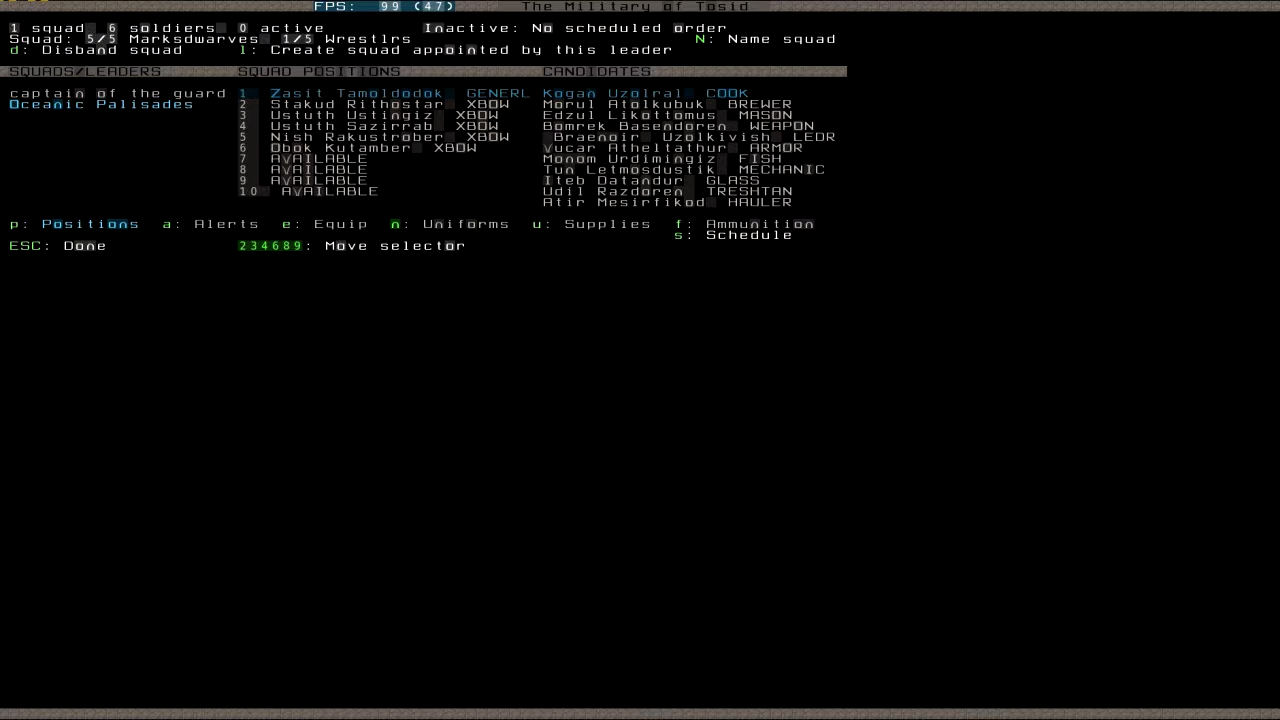 FPS: 99 (47) The Military of Tosid
1 squad 6 soldiers 0 active Inactive: No scheduled order
Squad: 5/5 Marksdwarves 1/5 Wrestlrs N: Name squad
d: Disband squad l: Create squad appointed by this leader
SQUADS/LEADERS SQUAD POSITIONS CANDIDATES
captain of the guard 1 Zasit Tamoldodok GENERL Kogan Uzolral COOK
Oceanic Palisades 2 Stakud Rithostar XBOW Morul Atolkubuk BREWER
3 Ustuth Ustingiz XBOW Edzul Likottomus MASON
4 Ustuth Sazirrab XBOW Bomrek Basendoren WEAPON
5 Nish Rakustrober XBOW Braenoir Uzolkivish LEDR
6 Obok Kutamber XBOW Vucar Atheltathur ARMOR
7 AVAILABLE Monom Urdimingiz FISH
8 AVAILABLE Tun Letmosdustik MECHANIC
9 AVAILABLE Iteb Datandur GLASS
10 AVAILABLE Udil Razdoren TRESHTAN
Atir Mesirfikod HAULER
p: Positions a: Alerts e: Equip n: Uniforms u: Supplies f: Ammunition
s: Schedule
ESC: Done 234689: Move selector